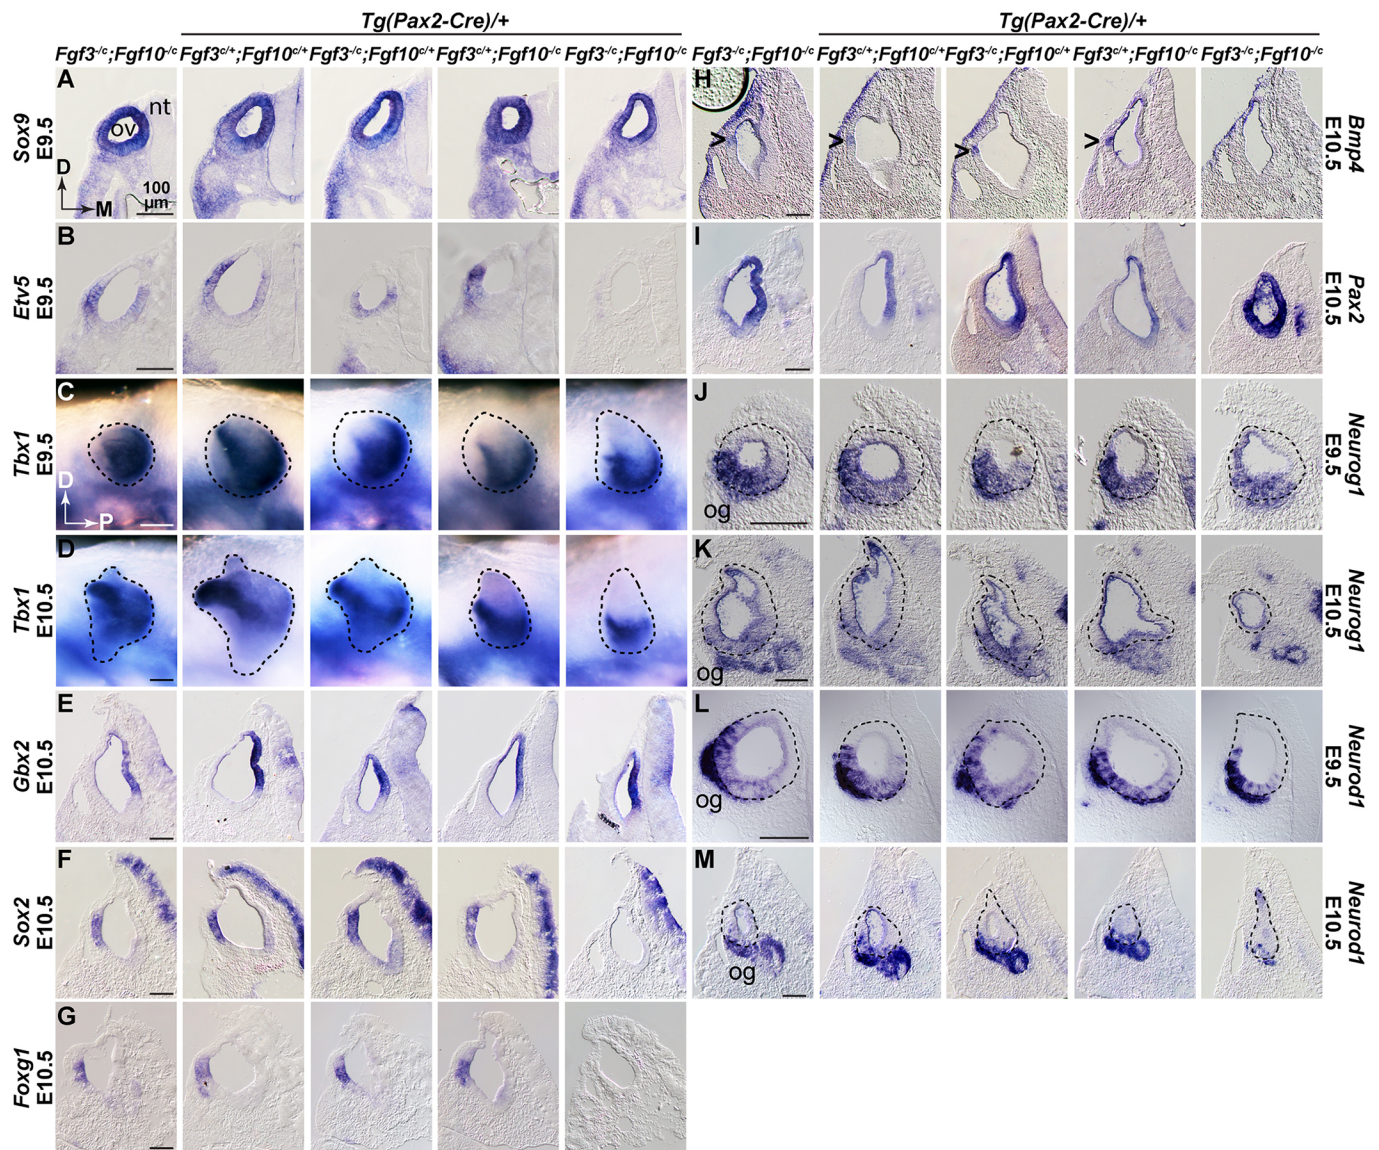 Tg(Pax2-Cre)/+ Tg(Pax2-Cre)/+
Fgf3-/c;Fgf10-/c Fgf3c/+;Fgf10c/+ Fgf3-/c;Fgf10c/+ Fgf3c/+;Fgf10-/c Fgf3-/c;Fgf10-/c Fgf3-/c;Fgf10-/c Fgf3c/+;Fgf10c/+ Fgf3-/c;Fgf10c/+ Fgf3c/+;Fgf10-/c Fgf3-/c;Fgf10-/c
A
Sox9
E9.5
nt
ov
D
M
100
µm
B
Etv5
E9.5
C
Tbx1
E9.5
D
P
D
Tbx1
E10.5
E
Gbx2
E10.5
F
Sox2
E10.5
G
Foxg1
E10.5
H
>
>
>
>
Bmp4
E10.5
I
Pax2
E10.5
J
og
Neurog1
E9.5
K
og
Neurog1
E10.5
L
og
Neurod1
E9.5
M
og
Neurod1
E10.5